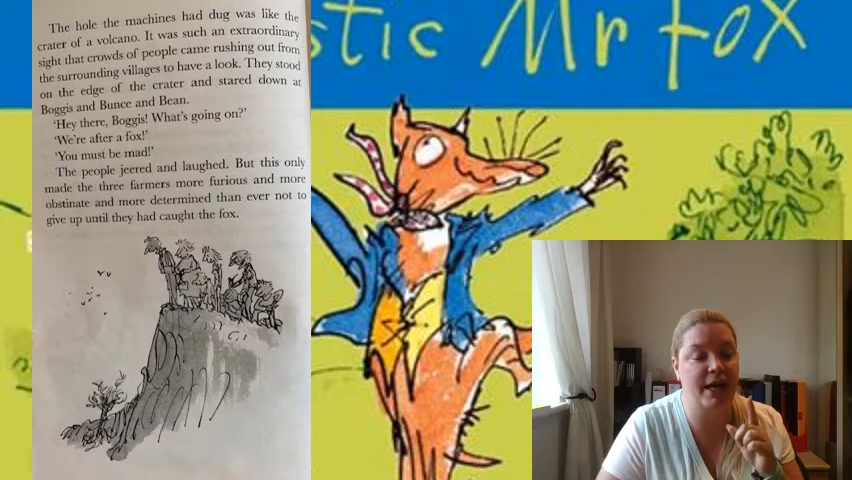 The hole the machines had dug was like the
crater of a volcano. It was such an extraordinary
sight that crowds of people came rushing out from
the surrounding villages to have a look. They stood
on the edge of the crater and stared down at
Boggis and Bunce and Bean.
'Hey there, Boggis! What's going on?'
'We're after a fox!'
'You must be mad!'
The people jeered and laughed. But this only
made the three farmers more furious and more
obstinate and more determined than ever not to
give up until they had caught the fox.
stic Mr Fox